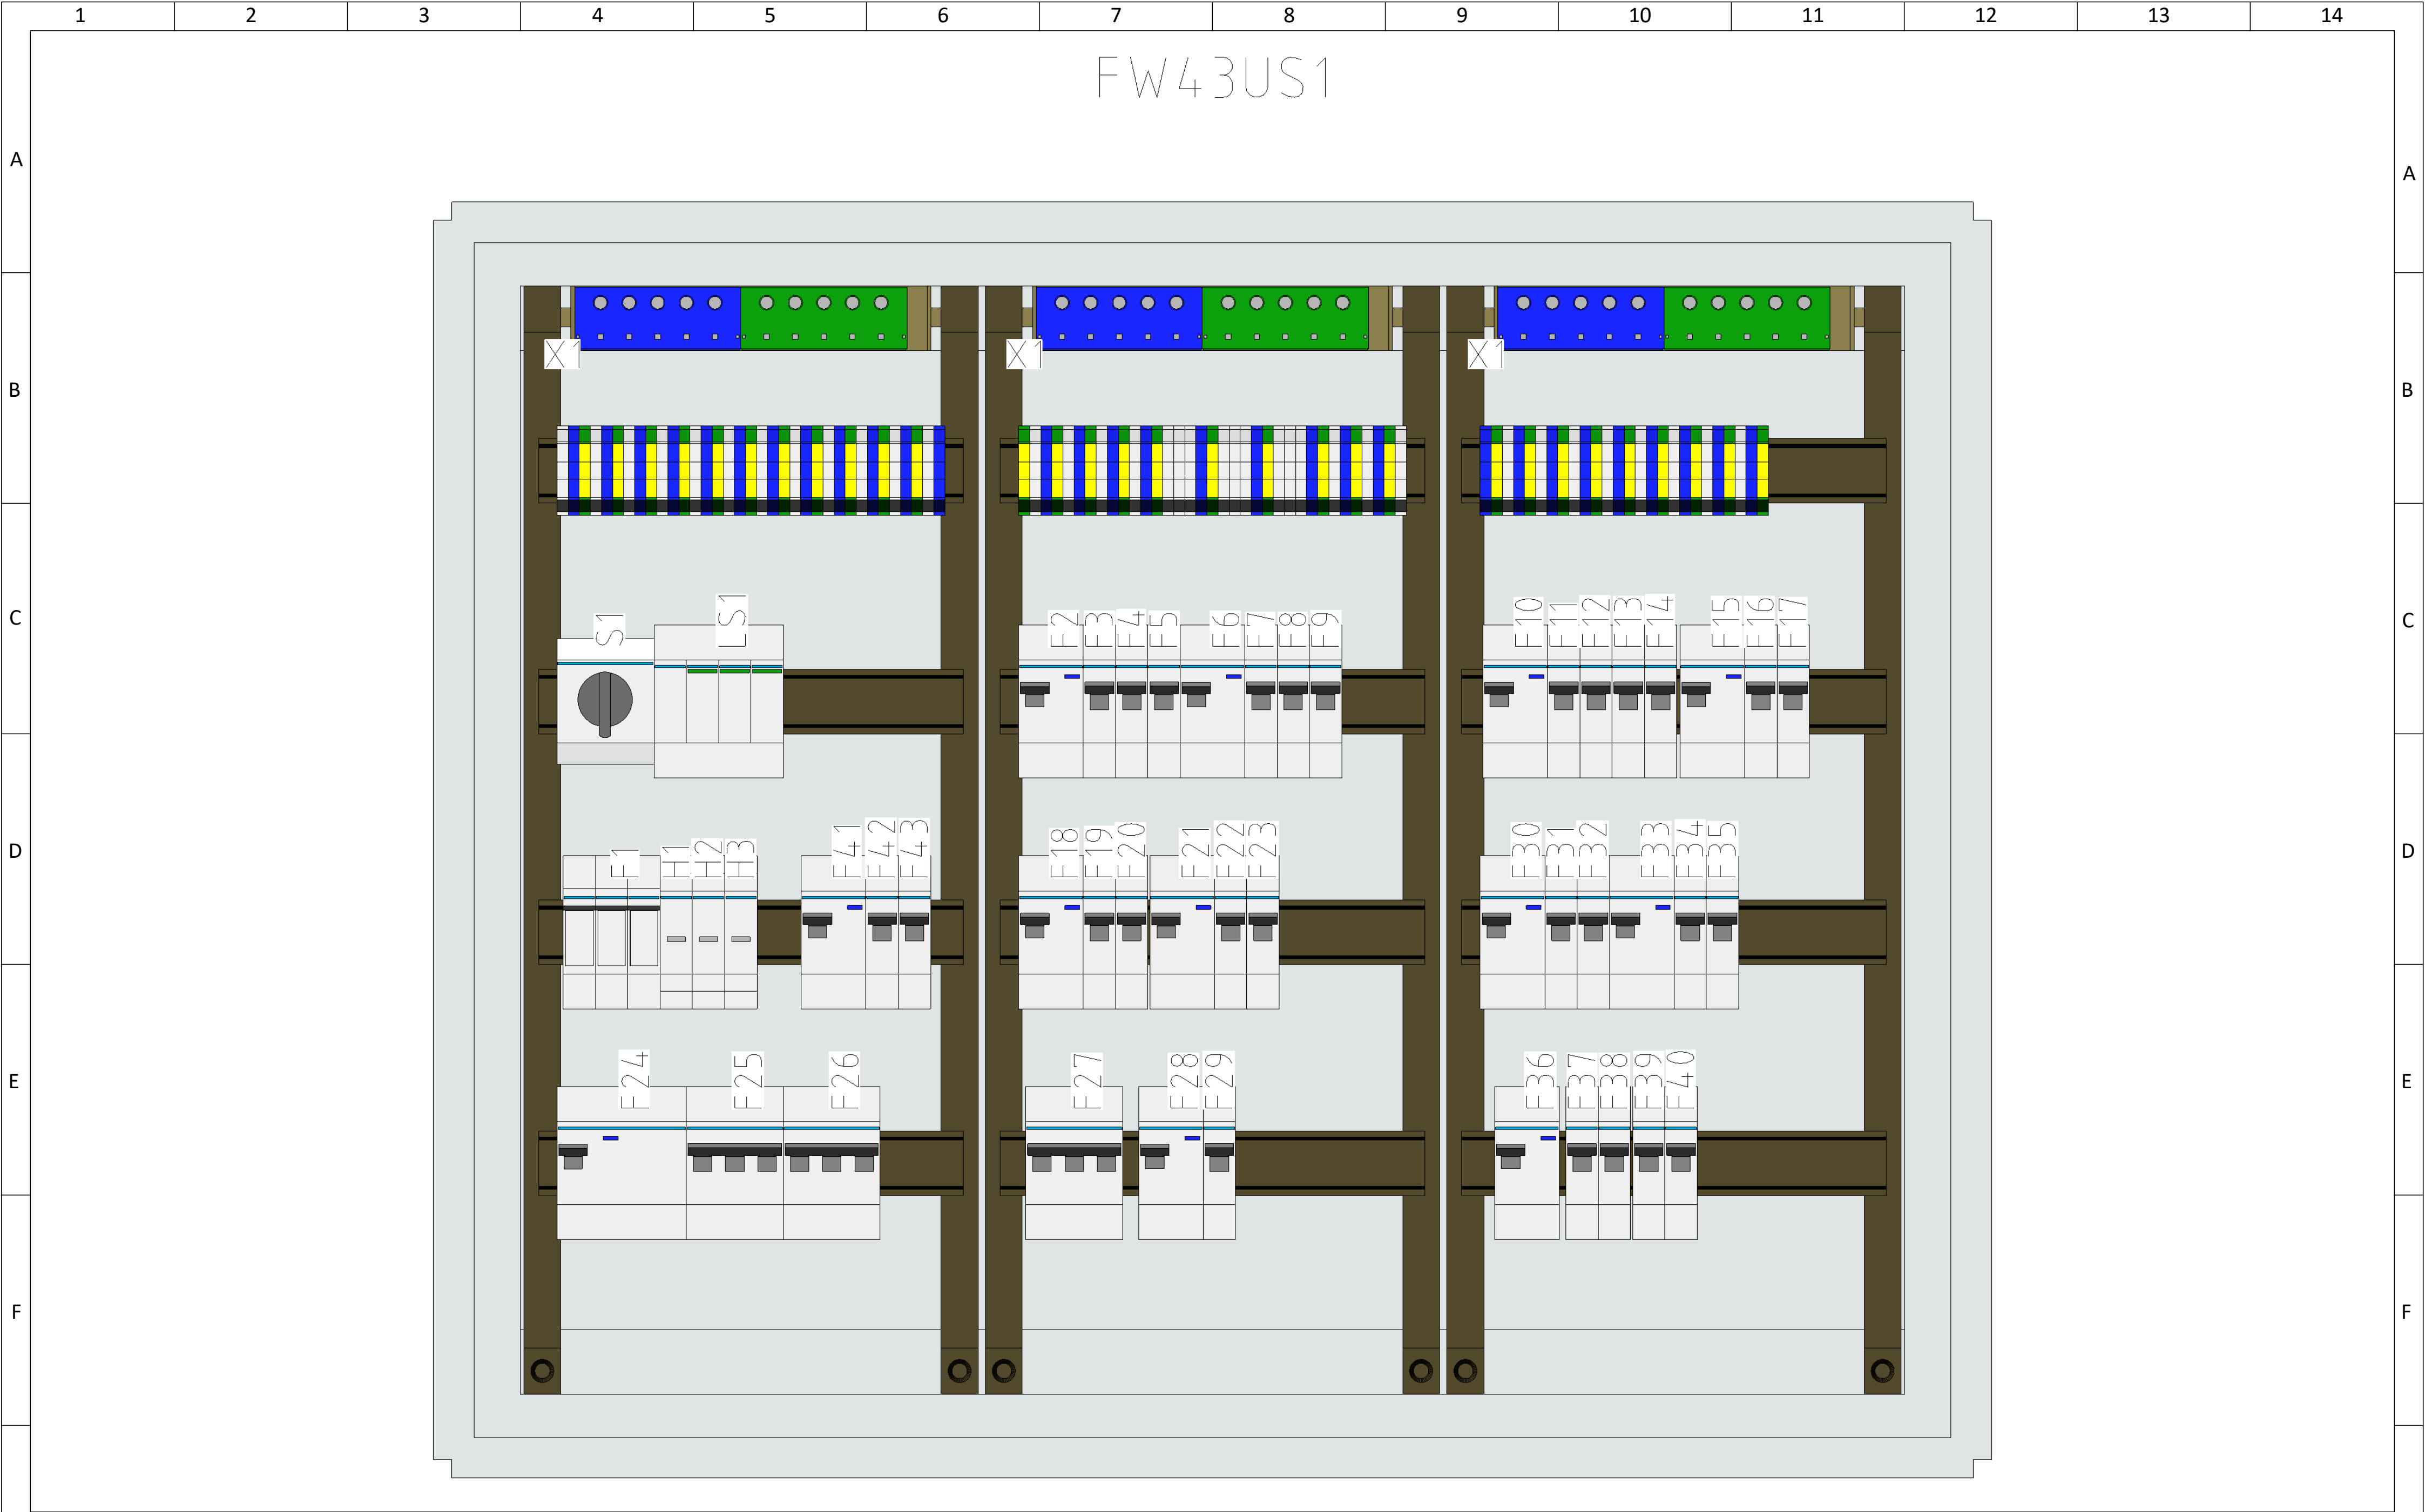 1 2 3 4 5 6 7 8 9 10 11 12 13 14
FW43US1
A A
X1 X1 X1
B B
S1 LS1 F2 F3 F4 F5 F6 F7 F8 F9 F10 F11 F12 F13 F14 F15 F16 F17
C C
F1 H1 H2 H3 F41 F42 F43 F18 F19 F20 F21 F22 F23 F30 F31 F32 F33 F34 F35
D D
F24 F25 F26 F27 F28 F29 F36 F37 F38 F39 F40
E E
F F